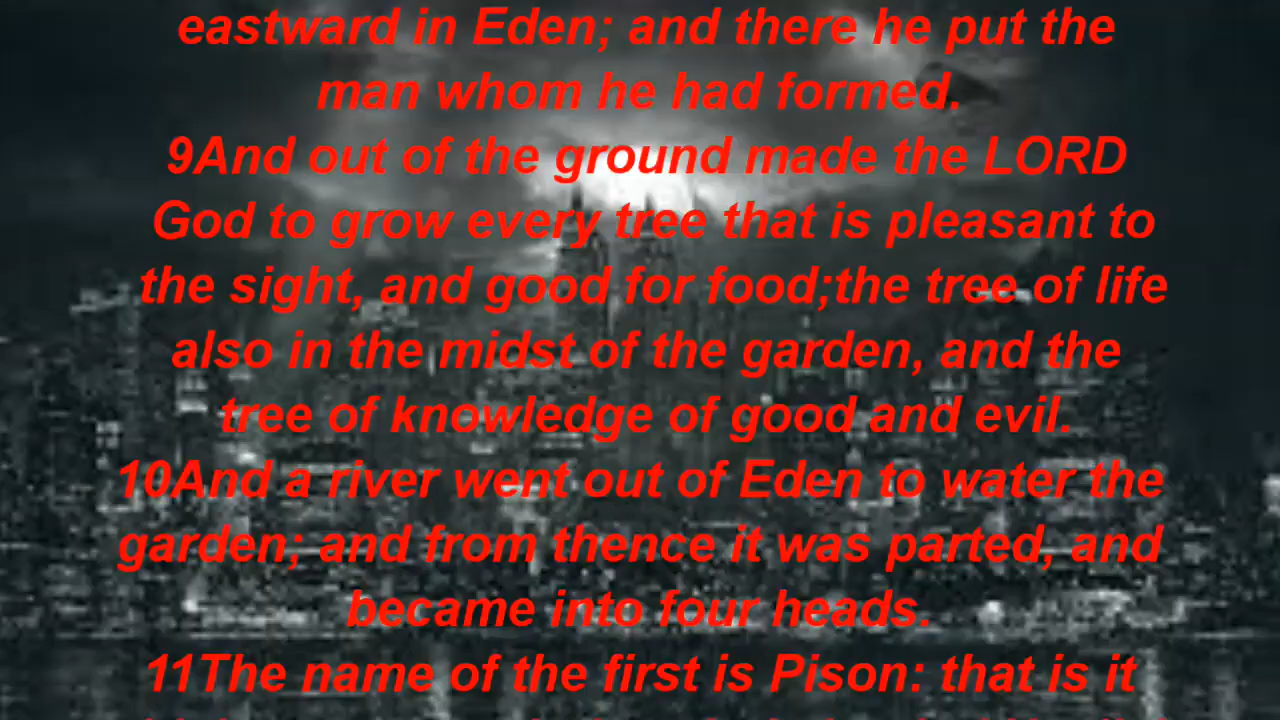 eastward in Eden; and there he put the
man whom he had formed.
9And out of the ground made the LORD
God to grow every tree that is pleasant to
the sight, and good for food;the tree of life
also in the midst of the garden, and the
tree of knowledge of good and evil.
10And a river went out of Eden to water the
garden; and from thence it was parted, and
became into four heads.
11The name of the first is Pison: that is it